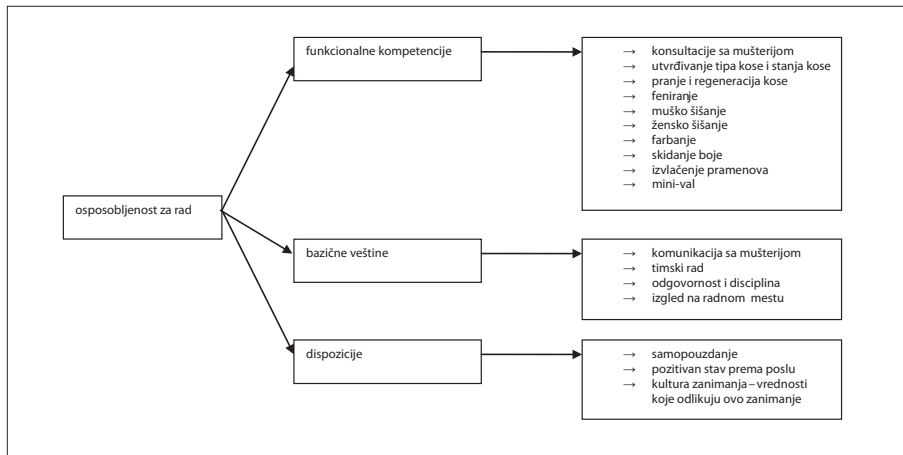 funkcionalne kompetencije
→ konsultacije sa mušterijom
→ utvrđivanje tipa kose i stanja kose
→ pranje i regeneracija kose
→ feniranje
→ muško šišanje
→ žensko šišanje
→ farbanje
→ skidanje boje
→ izvlačenje pramenova
→ mini-val
osposobljenost za rad
bazične veštine
→ komunikacija sa mušterijom
→ timski rad
→ odgovornost i disciplina
→ izgled na radnom mestu
dispozicije
→ samopouzdanje
→ pozitivan stav prema poslu
→ kultura zanimanja – vrednosti
koje odlikuju ovo zanimanje